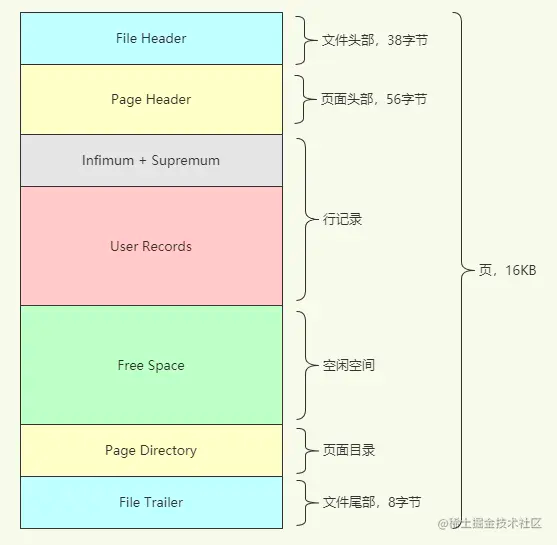 File Header
文件头部，38字节
Page Header
页面头部，56字节
Infimum + Supremum
行记录
User Records
页，16KB
Free Space
空闲空间
Page Directory
页面目录
File Trailer
文件尾部，8字节
@稀土掘金技术社区